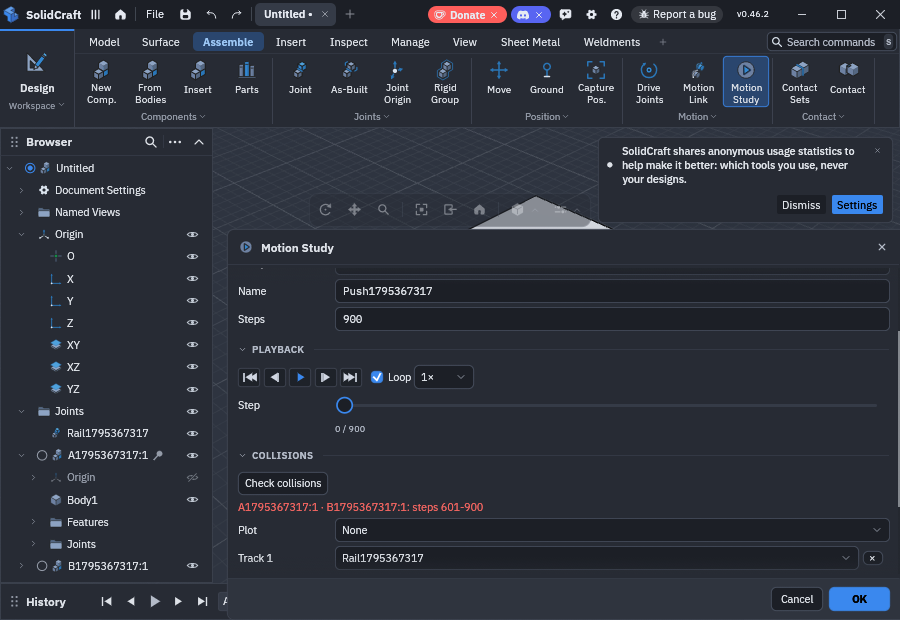 SolidCraft
File
Untitled •
Donate
Report a bug
v0.46.2
Design
Workspace
Model
Surface
Assemble
Insert
Inspect
Manage
View
Sheet Metal
Weldments
Search commands
S
New Comp.
From Bodies
Insert
Parts
Joint
As-Built
Joint Origin
Rigid Group
Move
Ground
Capture Pos.
Drive Joints
Motion Link
Motion Study
Contact Sets
Contact
Components
Joints
Position
Motion
Contact
Browser
Untitled
Document Settings
Named Views
Origin
O
X
Y
Z
XY
XZ
YZ
Joints
Rail1795367317
A1795367317:1
Origin
Body1
Features
Joints
B1795367317:1
History
SolidCraft shares anonymous usage statistics to
help make it better: which tools you use, never
your designs.
Dismiss
Settings
Motion Study
Name
Push1795367317
Steps
900
PLAYBACK
Loop
1×
Step
0 / 900
COLLISIONS
Check collisions
A1795367317:1 · B1795367317:1: steps 601-900
Plot
None
Track 1
Rail1795367317
Cancel
OK